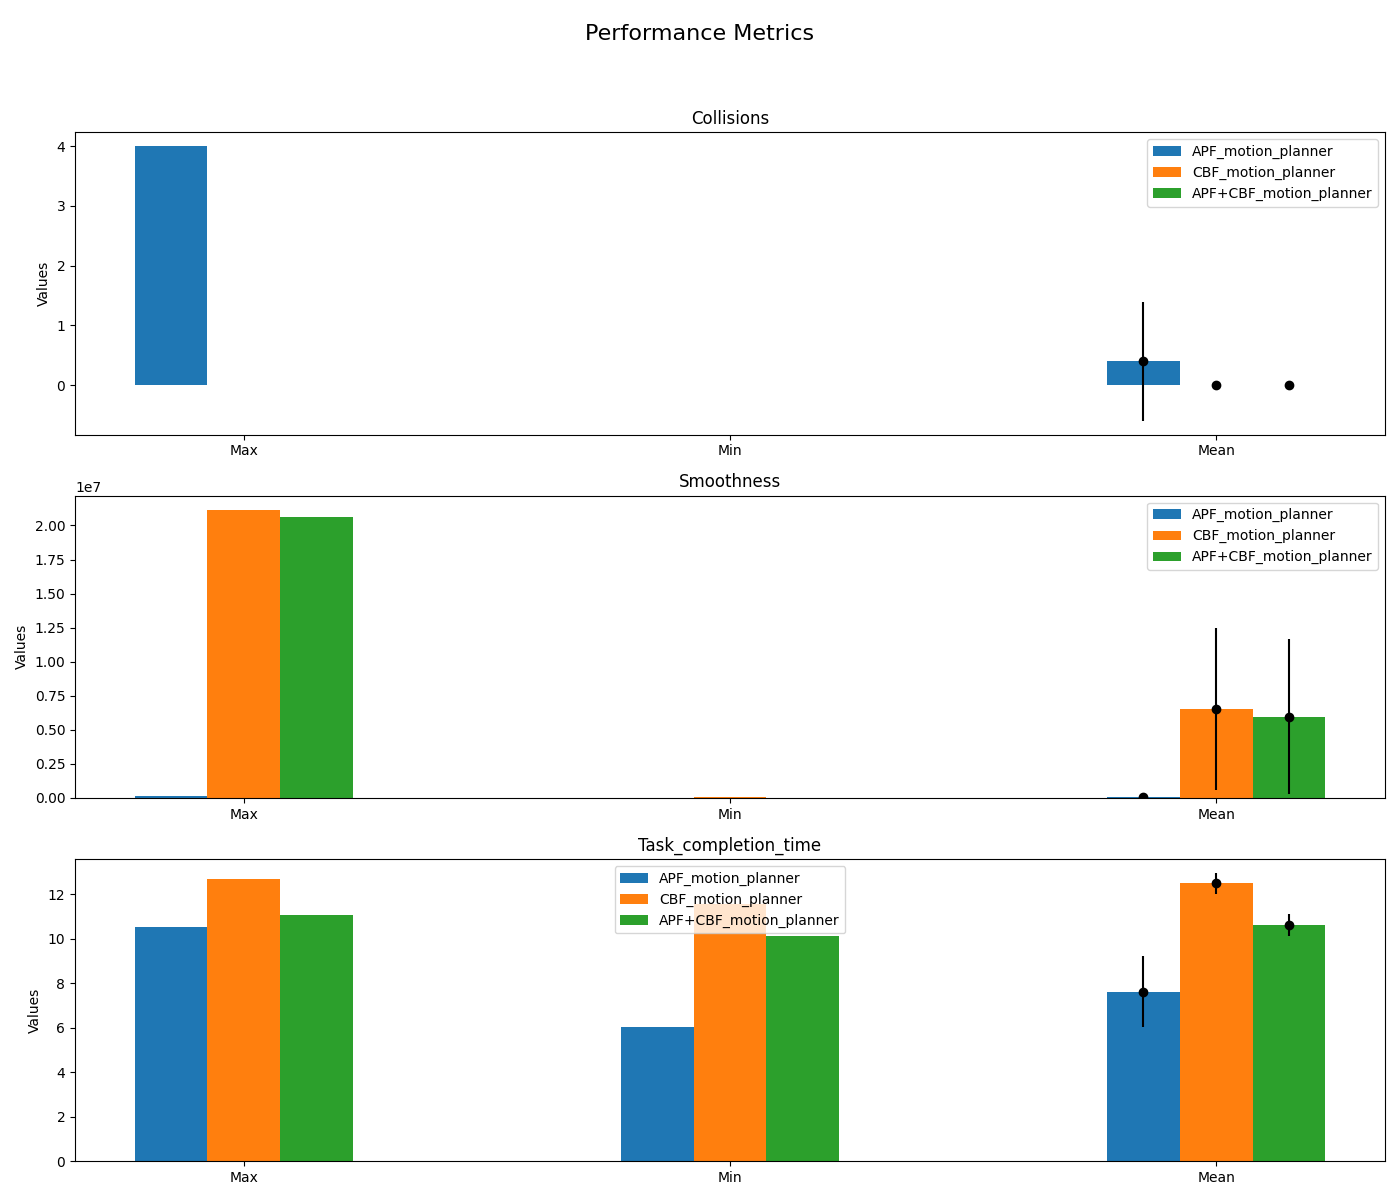 Performance Metrics
Collisions
Values
4
3
2
1
0
APF_motion_planner
CBF_motion_planner
APF+CBF_motion_planner
Max
Min
Mean
Smoothness
1e7
Values
2.00
1.75
1.50
1.25
1.00
0.75
0.50
0.25
0.00
APF_motion_planner
CBF_motion_planner
APF+CBF_motion_planner
Max
Min
Mean
Task_completion_time
Values
12
10
8
6
4
2
0
APF_motion_planner
CBF_motion_planner
APF+CBF_motion_planner
Max
Min
Mean